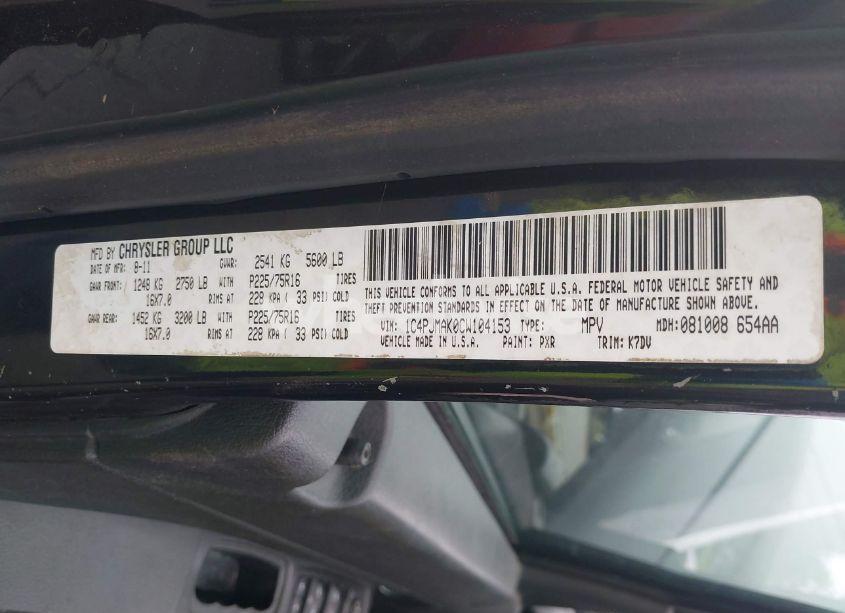 MFD BY CHRYSLER GROUP LLC
DATE OF MFR: 8-11 GVWR: 2541 KG 5600 LB
GAWR FRONT: 1248 KG 2750 LB WITH P225/75R16 TIRES
16X7.0 RIMS AT 228 KPA ( 33 PSI) COLD
GAWR REAR: 1452 KG 3200 LB WITH P225/75R16 TIRES
16X7.0 RIMS AT 228 KPA ( 33 PSI) COLD
THIS VEHICLE CONFORMS TO ALL APPLICABLE U.S.A. FEDERAL MOTOR VEHICLE SAFETY AND
THEFT PREVENTION STANDARDS IN EFFECT ON THE DATE OF MANUFACTURE SHOWN ABOVE.
VIN: 1C4PJMAK0CW104153 TYPE: MPV MDH: 081008 654AA
VEHICLE MADE IN U.S.A. PAINT: PXR TRIM: K7DV